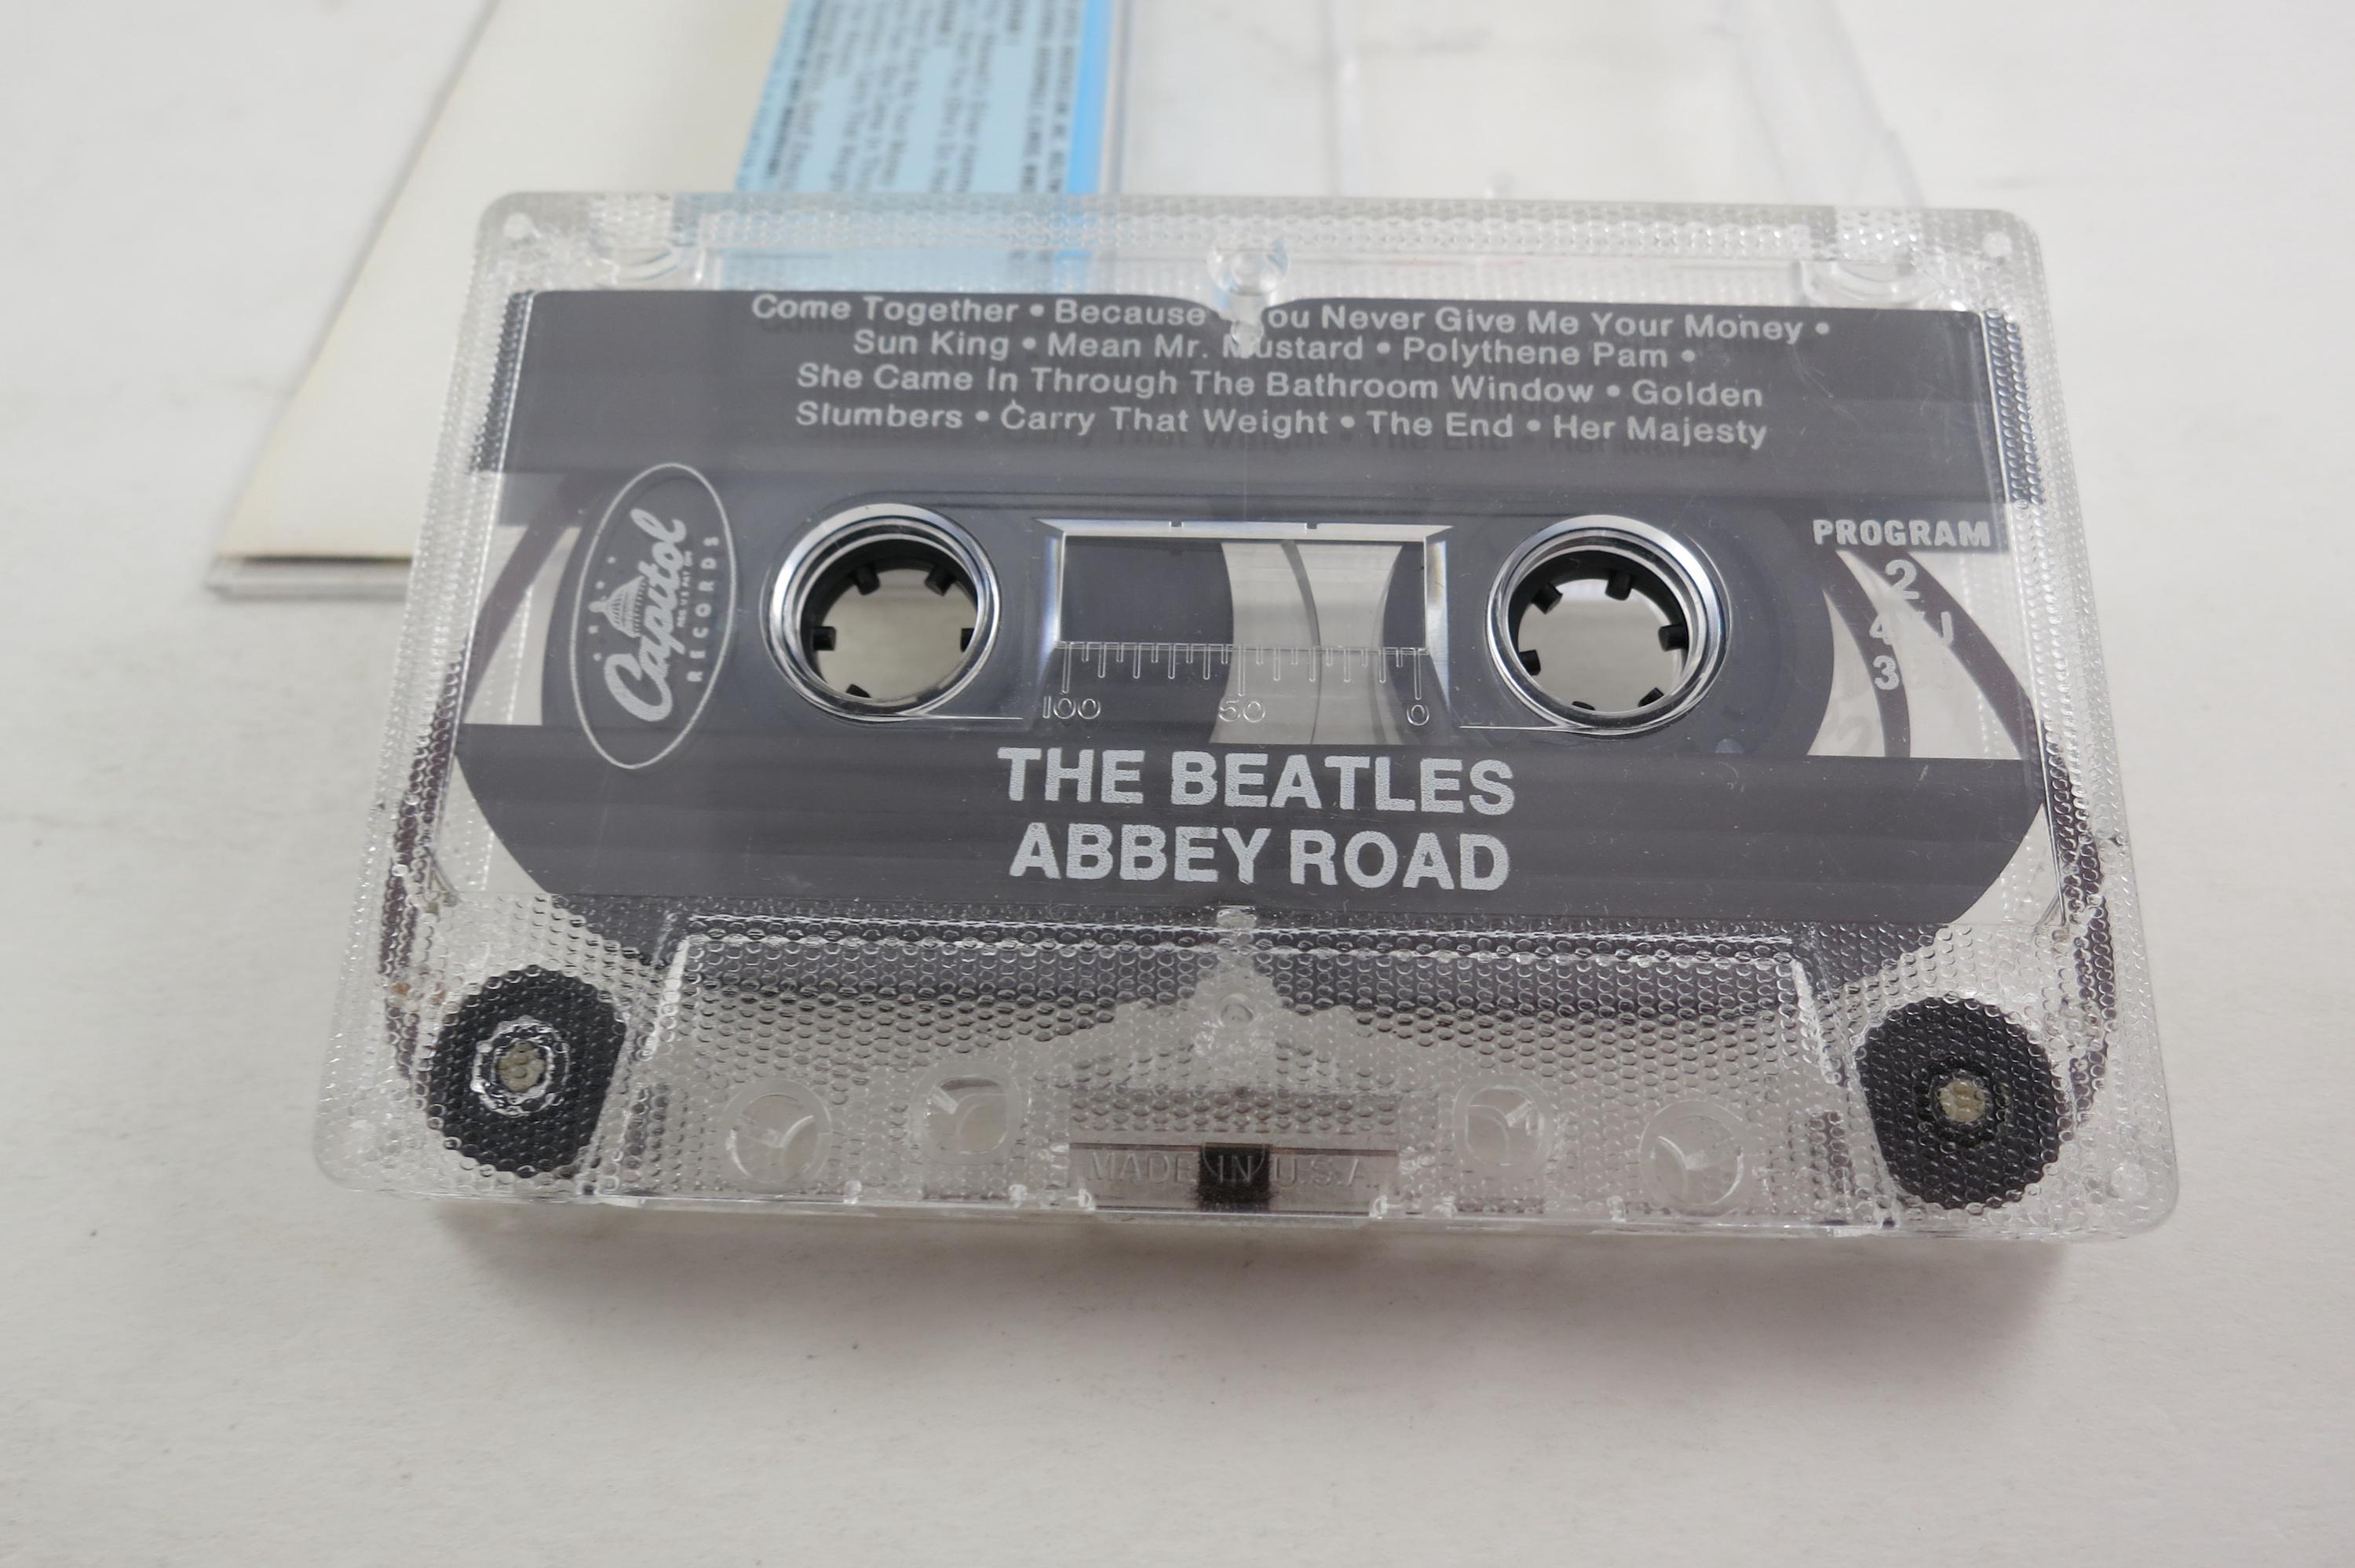 Come Together • Because ou Never Give Me Your Money •
Sun King • Mean Mr. Mustard • Polythene Pam •
She Came In Through The Bathroom Window • Golden
Slumbers • Carry That Weight • The End • Her Majesty
Capitol
RECORDS
PROGRAM
2
3
100 50 0
THE BEATLES
ABBEY ROAD
MADE IN U.S.A.